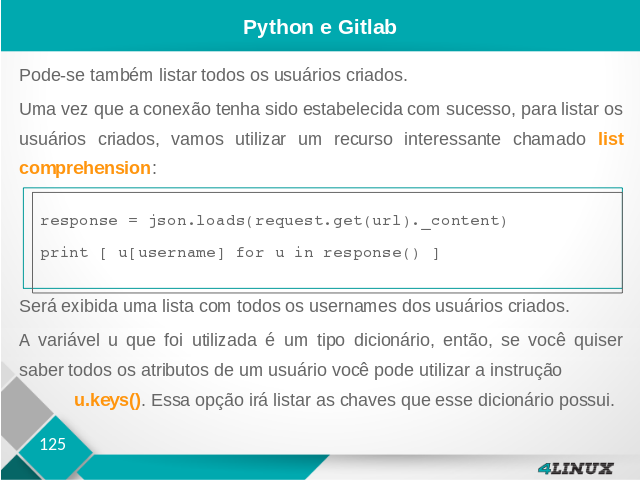 Python e Gitlab
Pode-se também listar todos os usuários criados.
Uma vez que a conexão tenha sido estabelecida com sucesso, para listar os
usuários criados, vamos utilizar um recurso interessante chamado list
comprehension:
response = json.loads(request.get(url)._content)
print [ u[username] for u in response() ]
Será exibida uma lista com todos os usernames dos usuários criados.
A variável u que foi utilizada é um tipo dicionário, então, se você quiser
saber todos os atributos de um usuário você pode utilizar a instrução
u.keys(). Essa opção irá listar as chaves que esse dicionário possui.
125
4LINUX